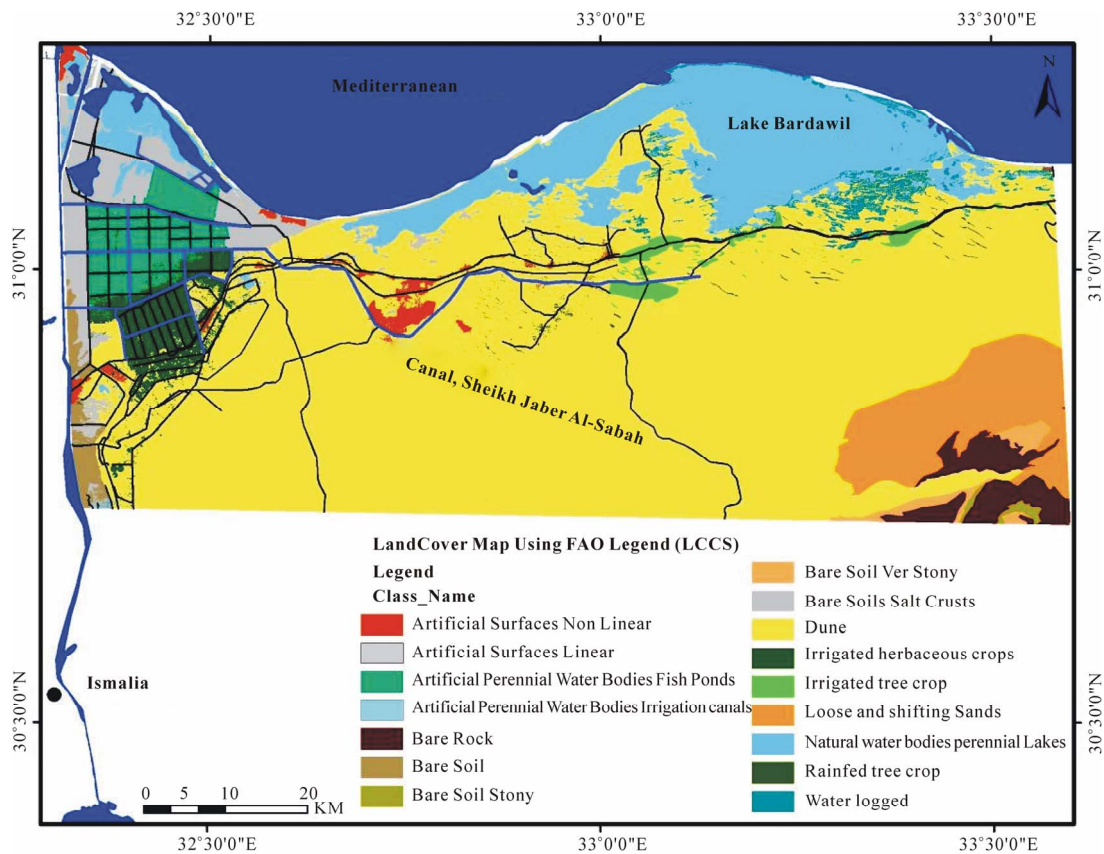 32°30'0"E
33°0'0"E
33°30'0"E
Mediterranean
N
Lake Bardawil
31°0'0"N
31°0'0"N
Canal, Sheikh Jaber Al-Sabah
LandCover Map Using FAO Legend (LCCS)
Legend
Class_Name
Artificial Surfaces Non Linear
Artificial Surfaces Linear
Artificial Perennial Water Bodies Fish Ponds
Artificial Perennial Water Bodies Irrigation canals
Bare Rock
Bare Soil
Bare Soil Stony
Bare Soil Ver Stony
Bare Soils Salt Crusts
Dune
Irrigated herbaceous crops
Irrigated tree crop
Loose and shifting Sands
Natural water bodies perennial Lakes
Rainfed tree crop
Water logged
Ismalia
30°30'0"N
30°30'0"N
0 5 10 20
KM
32°30'0"E
33°0'0"E
33°30'0"E